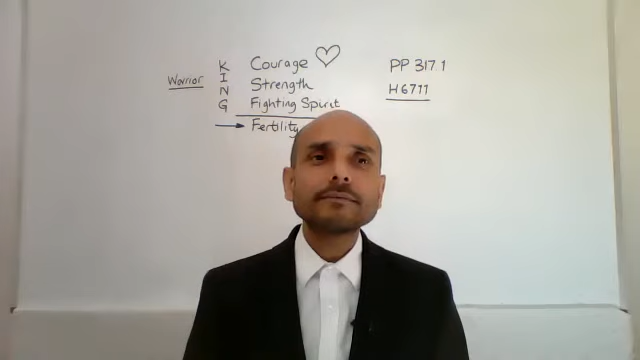 K Courage ♡ PP 317.1
Warrior I Strength H6711
N Fighting Spirit
G
→ Fertility